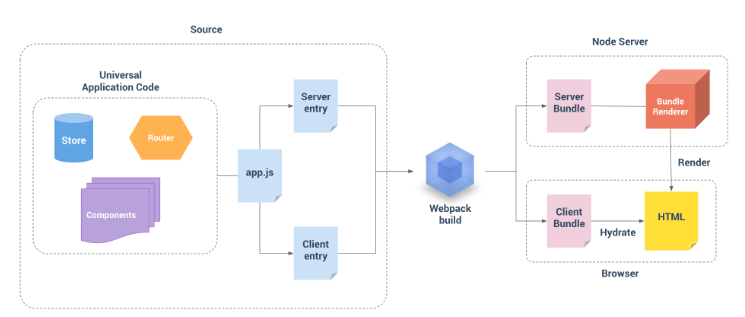 Source
Universal
Application Code
Store
Router
Components
app.js
Server
entry
Client
entry
Webpack
build
Node Server
Server
Bundle
Bundle
Renderer
Render
Client
Bundle
Hydrate
HTML
Browser